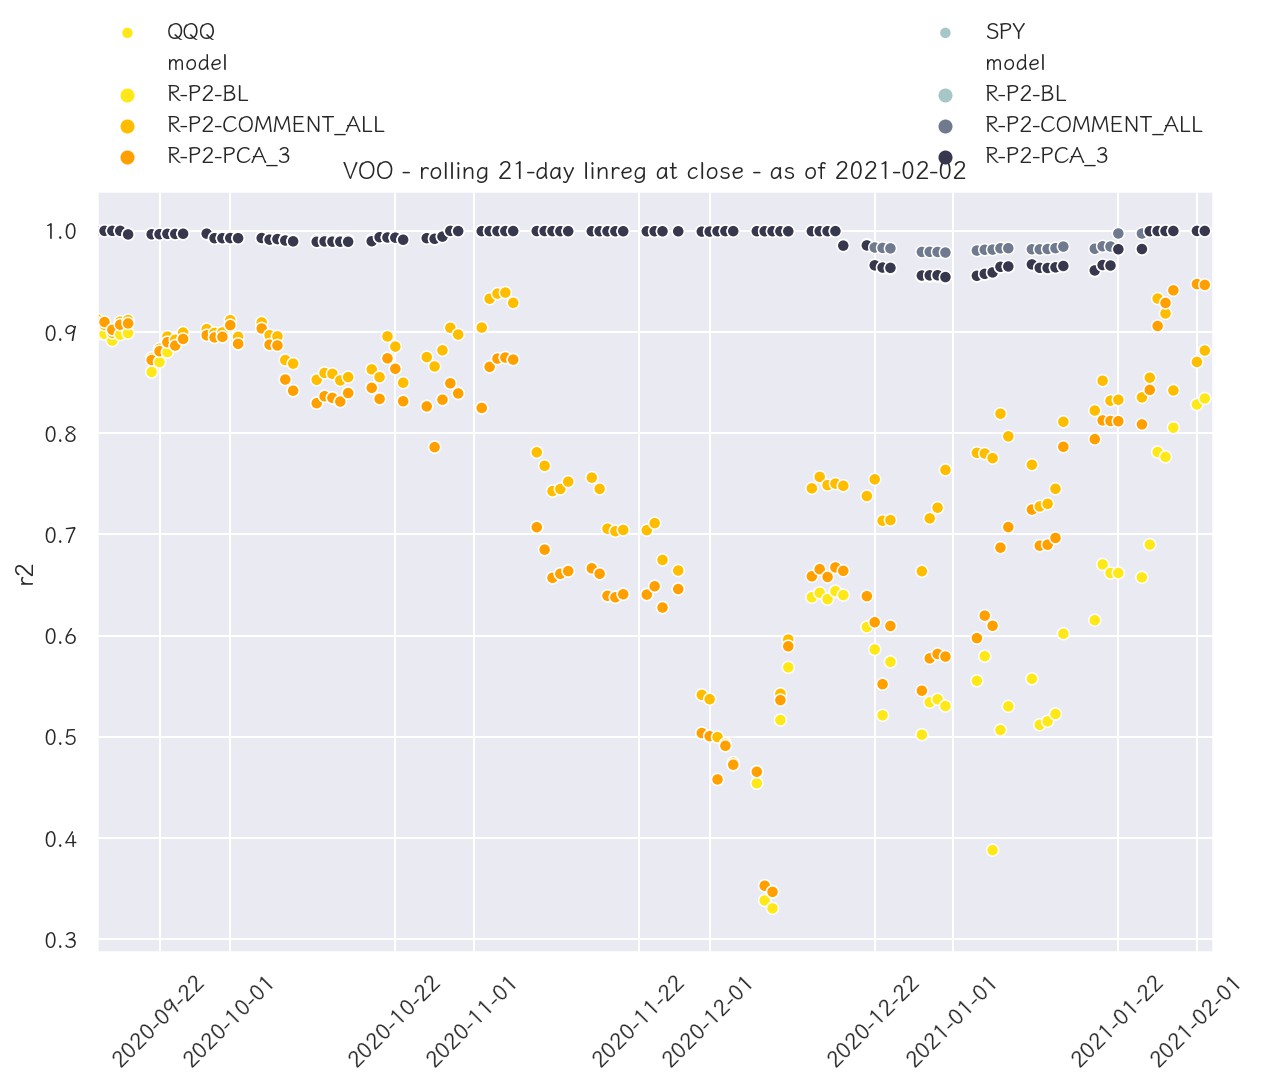 QQQ
model
R-P2-BL
R-P2-COMMENT_ALL
R-P2-PCA_3
SPY
model
R-P2-BL
R-P2-COMMENT_ALL
R-P2-PCA_3
VOO - rolling 21-day linreg at close - as of 2021-02-02
r2
1.0
0.9
0.8
0.7
0.6
0.5
0.4
0.3
2020-09-22
2020-10-01
2020-10-22
2020-11-01
2020-11-22
2020-12-01
2020-12-22
2021-01-01
2021-01-22
2021-02-01